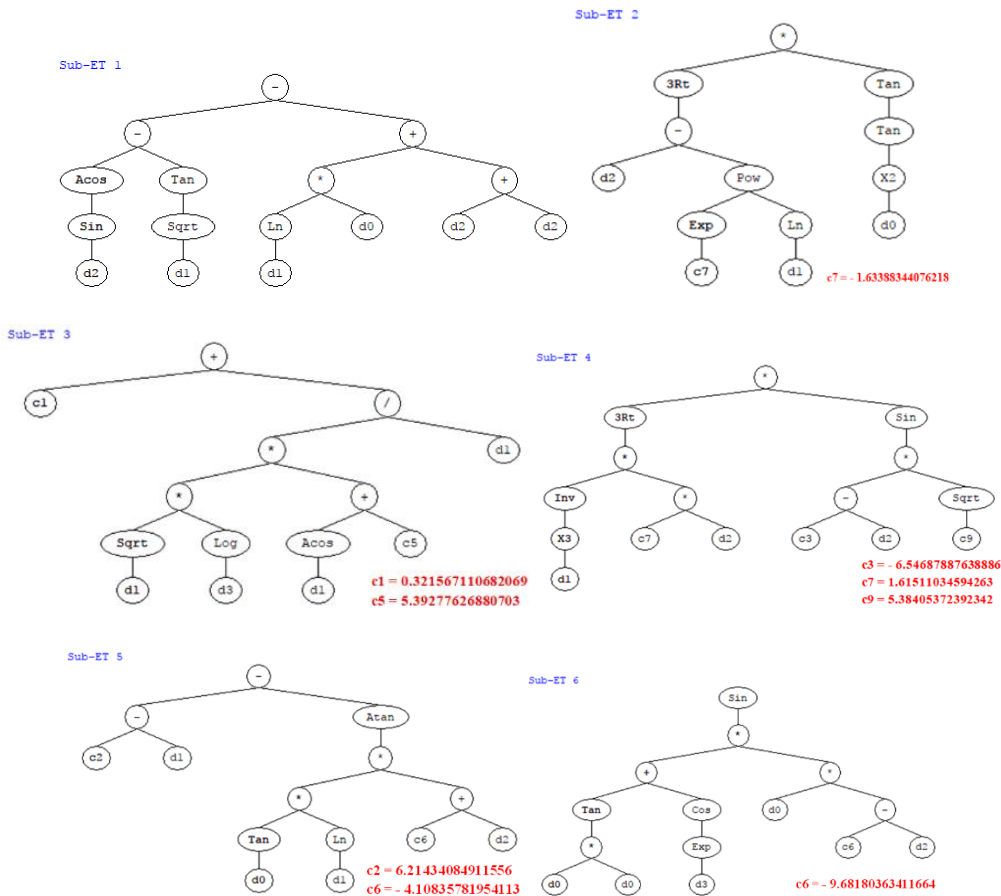 Sub-ET 1
-
- +
Acos Tan * +
Sin Sqrt Ln d0 d2 d2
d2 d1 d1
Sub-ET 2
*
3Rt Tan
- Tan
d2 Pow X2
Exp Ln d0
c7 d1
c7 = - 1.63388344076218
Sub-ET 3
+
c1 /
* d1
* +
Sqrt Log Acos c5
d1 d3 d1
c1 = 0.321567110682069
c5 = 5.39277626880703
Sub-ET 4
*
3Rt Sin
* *
Inv * - Sqrt
X3 c7 d2 c3 d2 c9
d1
c3 = - 6.54687887638886
c7 = 1.61511034594263
c9 = 5.38405372392342
Sub-ET 5
-
- Atan
c2 d1 *
* +
Tan Ln c6 d2
d0 d1
c2 = 6.21434084911556
c6 = - 4.10835781954113
Sub-ET 6
Sin
*
+ *
Tan Cos d0 -
* Exp c6 d2
d0 d0 d3
c6 = - 9.68180363411664